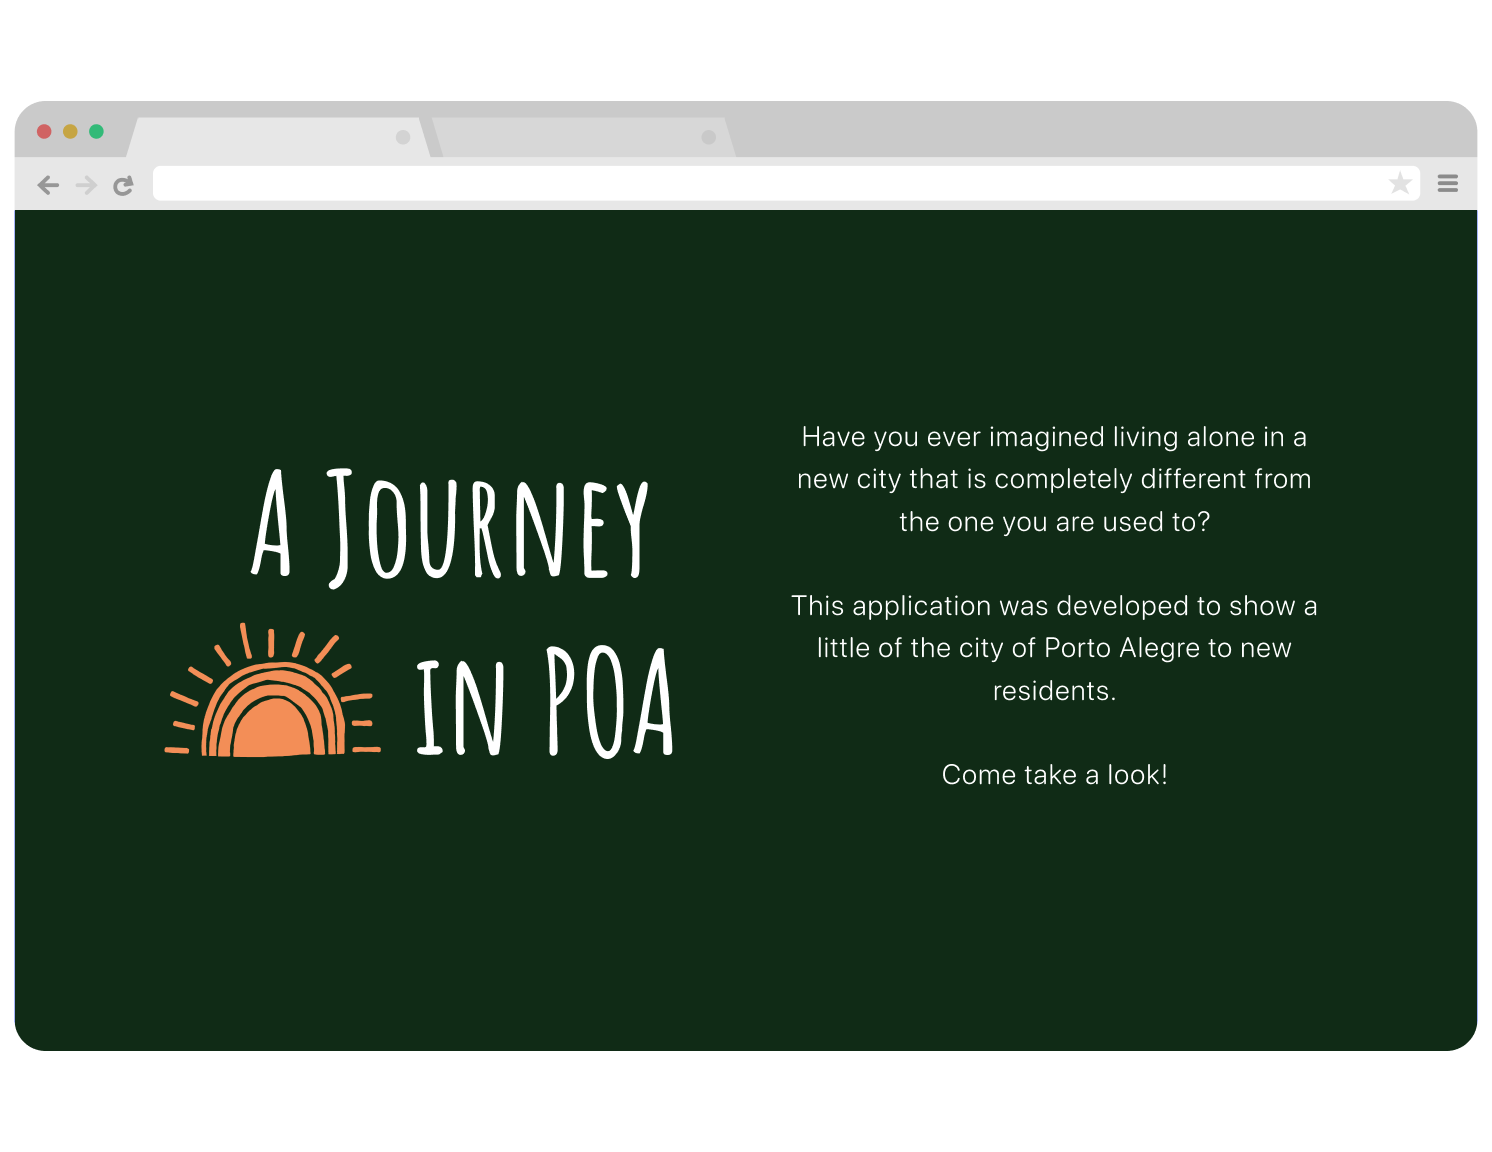 A Journey
in POA
Have you ever imagined living alone in a
new city that is completely different from
the one you are used to?
This application was developed to show a
little of the city of Porto Alegre to new
residents.
Come take a look!